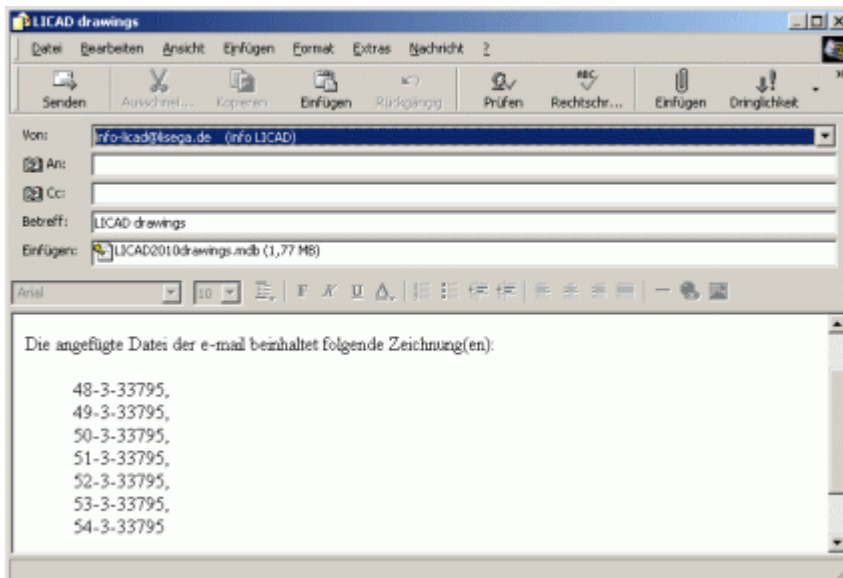 LICAD drawings
Datei Bearbeiten Ansicht Einfügen Format Extras Nachricht ?
Senden Ausschnei... Kopieren Einfügen Rückgängig Prüfen Rechtschr... Einfügen Dringlichkeit
Von: info-licad@lisega.de (info LICAD)
An:
Cc:
Betreff: LICAD drawings
Einfügen: LICAD2010drawings.mdb (1,77 MB)
Arial 10 F K U A
Die angefügte Datei der e-mail beinhaltet folgende Zeichnung(en):
48-3-33795,
49-3-33795,
50-3-33795,
51-3-33795,
52-3-33795,
53-3-33795,
54-3-33795